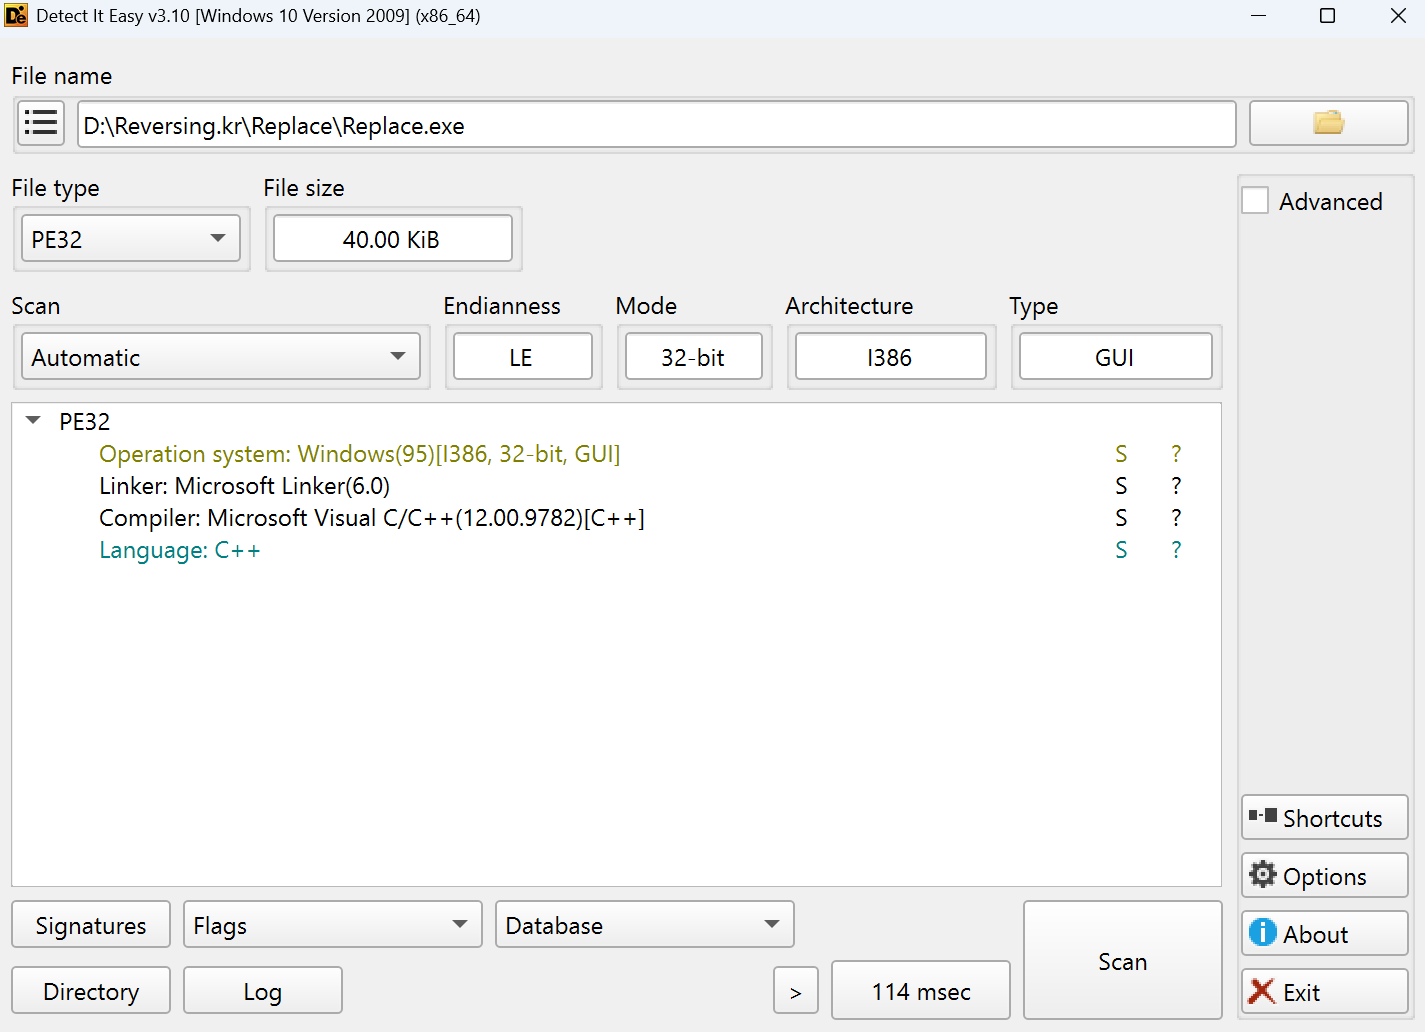 Detect It Easy v3.10 [Windows 10 Version 2009] (x86_64)
File name
D:\Reversing.kr\Replace\Replace.exe
File type File size
PE32 40.00 KiB
Advanced
Scan Endianness Mode Architecture Type
Automatic LE 32-bit I386 GUI
PE32
Operation system: Windows(95)[I386, 32-bit, GUI] S ?
Linker: Microsoft Linker(6.0) S ?
Compiler: Microsoft Visual C/C++(12.00.9782)[C++] S ?
Language: C++ S ?
Shortcuts
Options
Signatures Flags Database
About
Scan
Directory Log > 114 msec
Exit